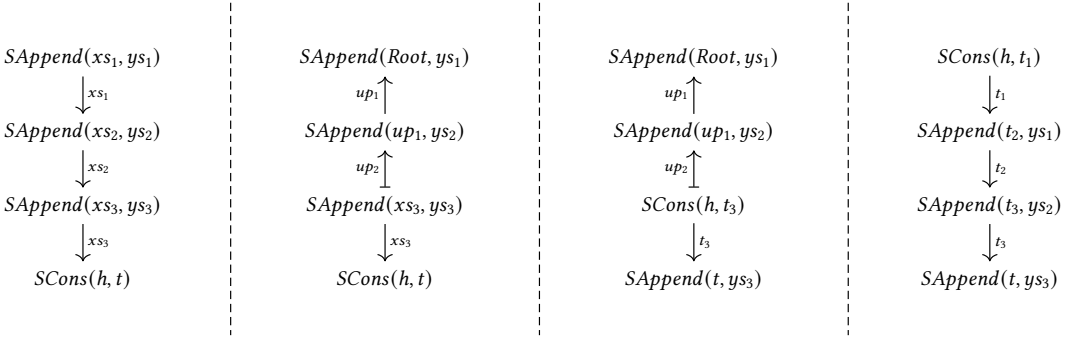 SAppend(xs₁, ys₁)
xs₁
SAppend(xs₂, ys₂)
xs₂
SAppend(xs₃, ys₃)
xs₃
SCons(h, t)
SAppend(Root, ys₁)
up₁
SAppend(up₁, ys₂)
up₂
SAppend(xs₃, ys₃)
xs₃
SCons(h, t)
SAppend(Root, ys₁)
up₁
SAppend(up₁, ys₂)
up₂
SCons(h, t₃)
t₃
SAppend(t, ys₃)
SCons(h, t₁)
t₁
SAppend(t₂, ys₁)
t₂
SAppend(t₃, ys₂)
t₃
SAppend(t, ys₃)